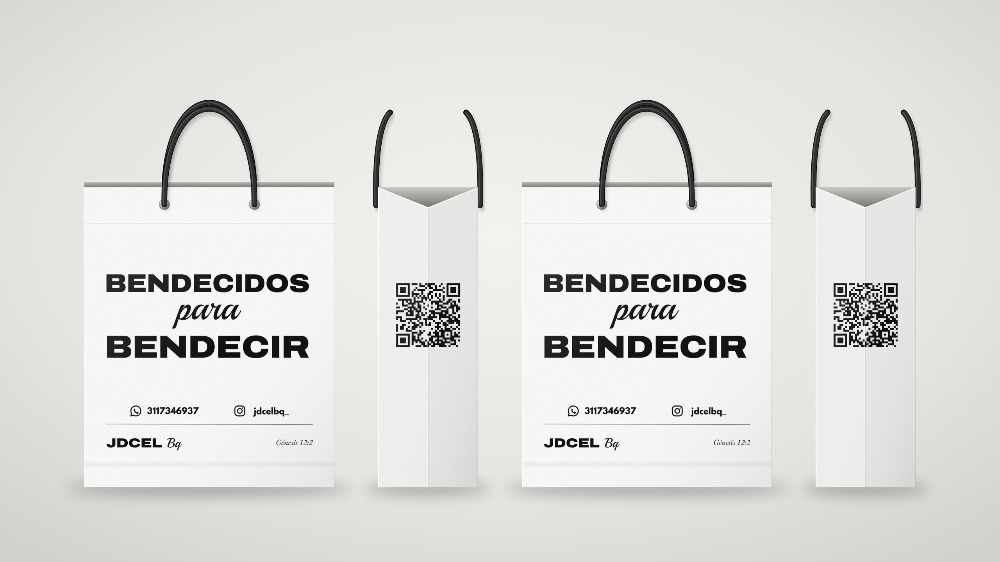 BENDECIDOS
para
BENDECIR
3117346937 jdcelbq_
JDCEL Bq Génesis 12:2
BENDECIDOS
para
BENDECIR
3117346937 jdcelbq_
JDCEL Bq Génesis 12:2